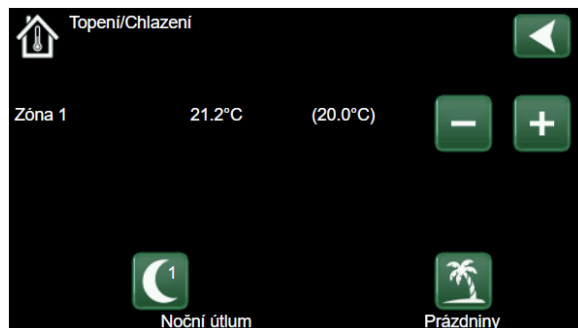 Topení/Chlazení
Zóna 1 21.2°C (20.0°C)
1
Noční útlum Prázdniny